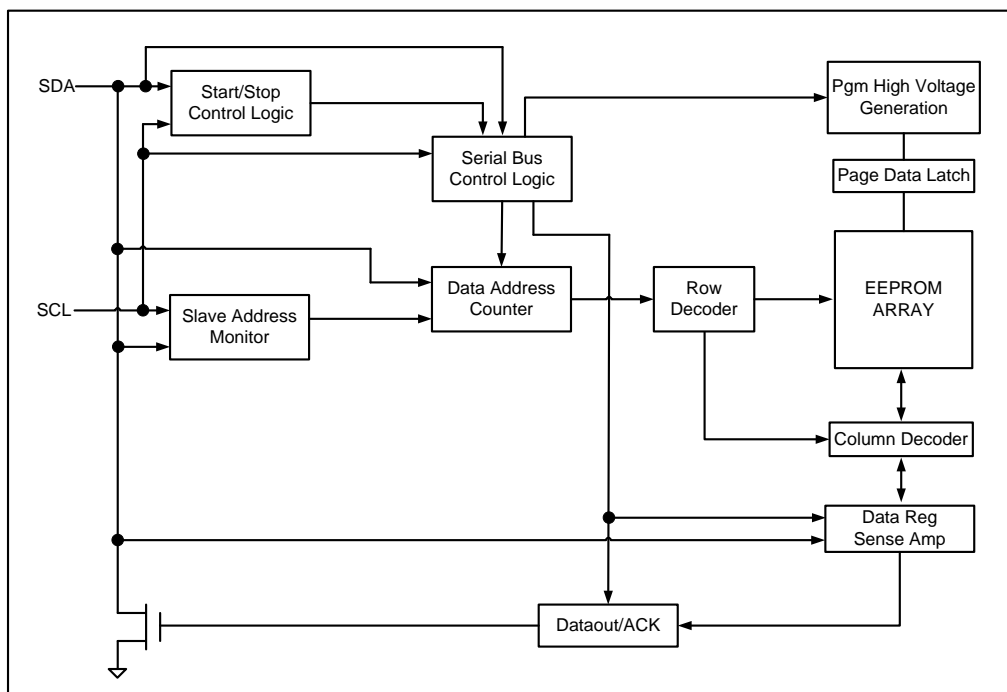 SDA
Start/Stop
Control Logic
Pgm High Voltage
Generation
Serial Bus
Control Logic
Page Data Latch
SCL
Slave Address
Monitor
Data Address
Counter
Row
Decoder
EEPROM
ARRAY
Column Decoder
Data Reg
Sense Amp
Dataout/ACK